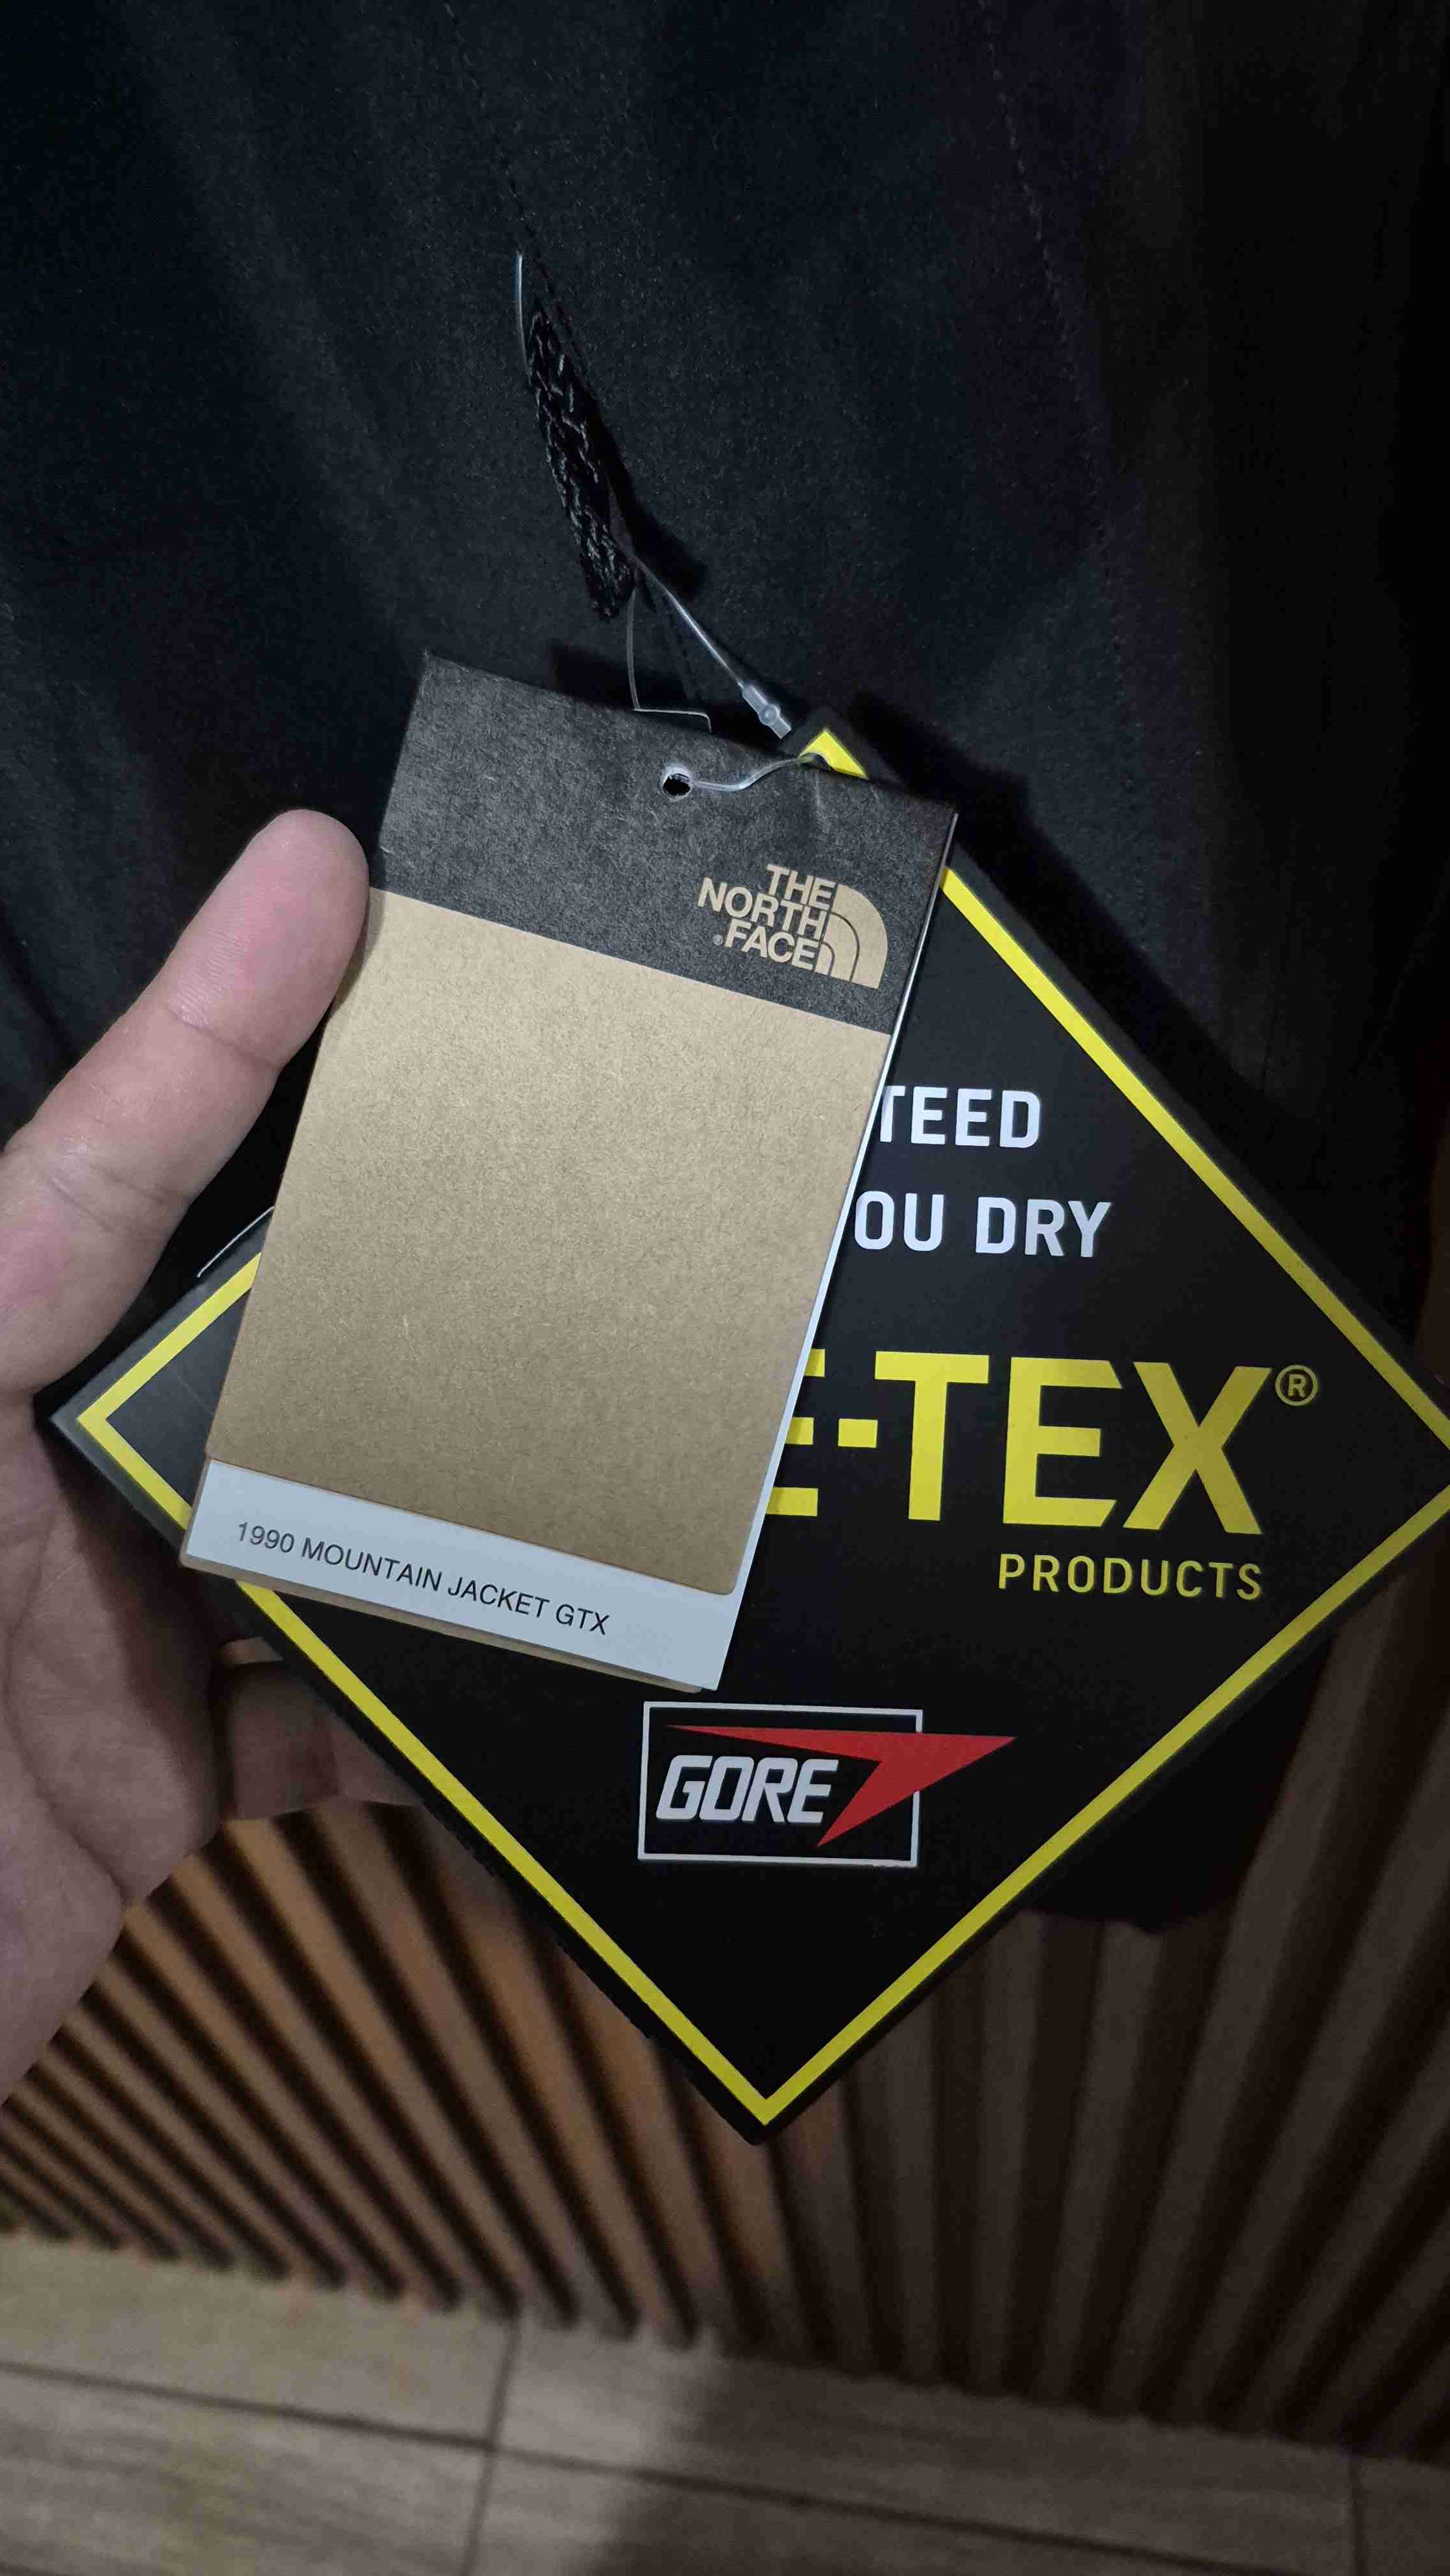 THE
NORTH
FACE
®
TEED
OU DRY
E-TEX®
PRODUCTS
1990 MOUNTAIN JACKET GTX
GORE